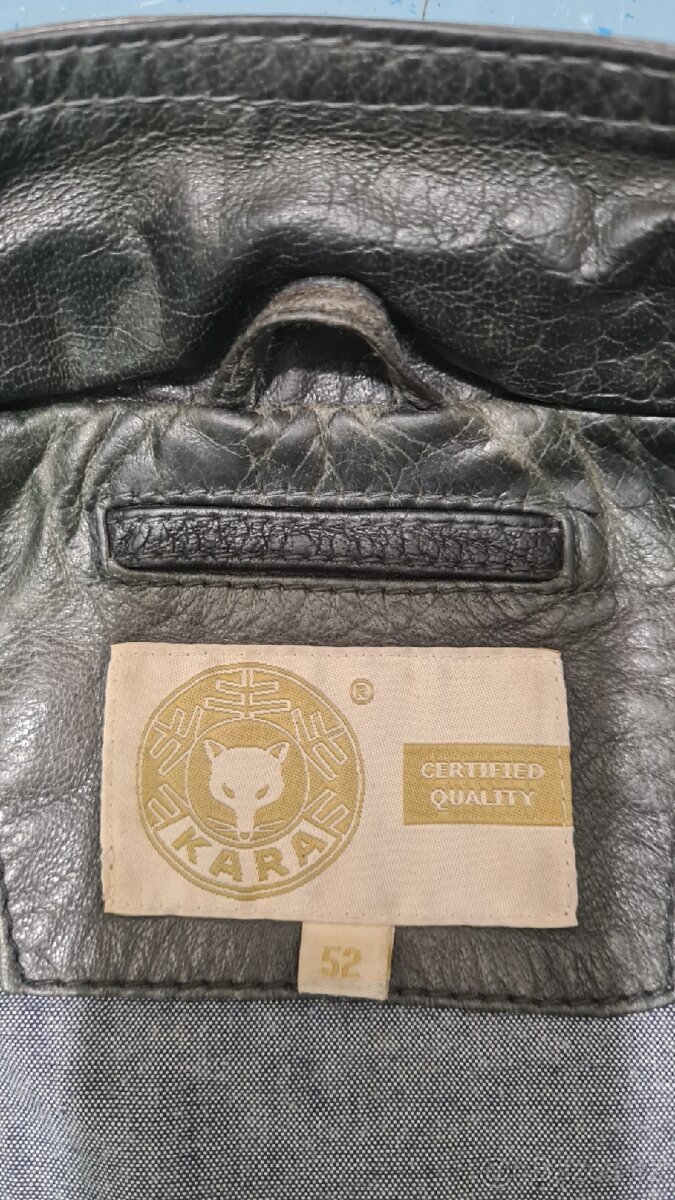 ®
KARA
CERTIFIED
QUALITY
52